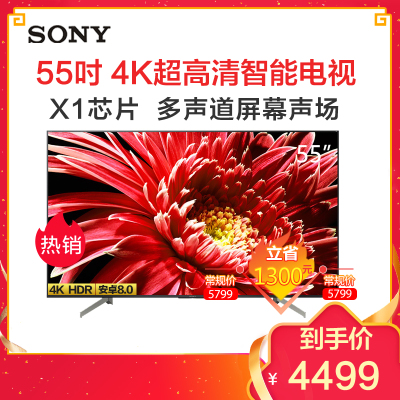 SONY
55吋 4K超高清智能电视
X1芯片 多声道屏幕声场
55"
热销
立省
1300元
常规价
5799
常规价
5799
4K HDR 安卓8.0
到手价
¥ 4499